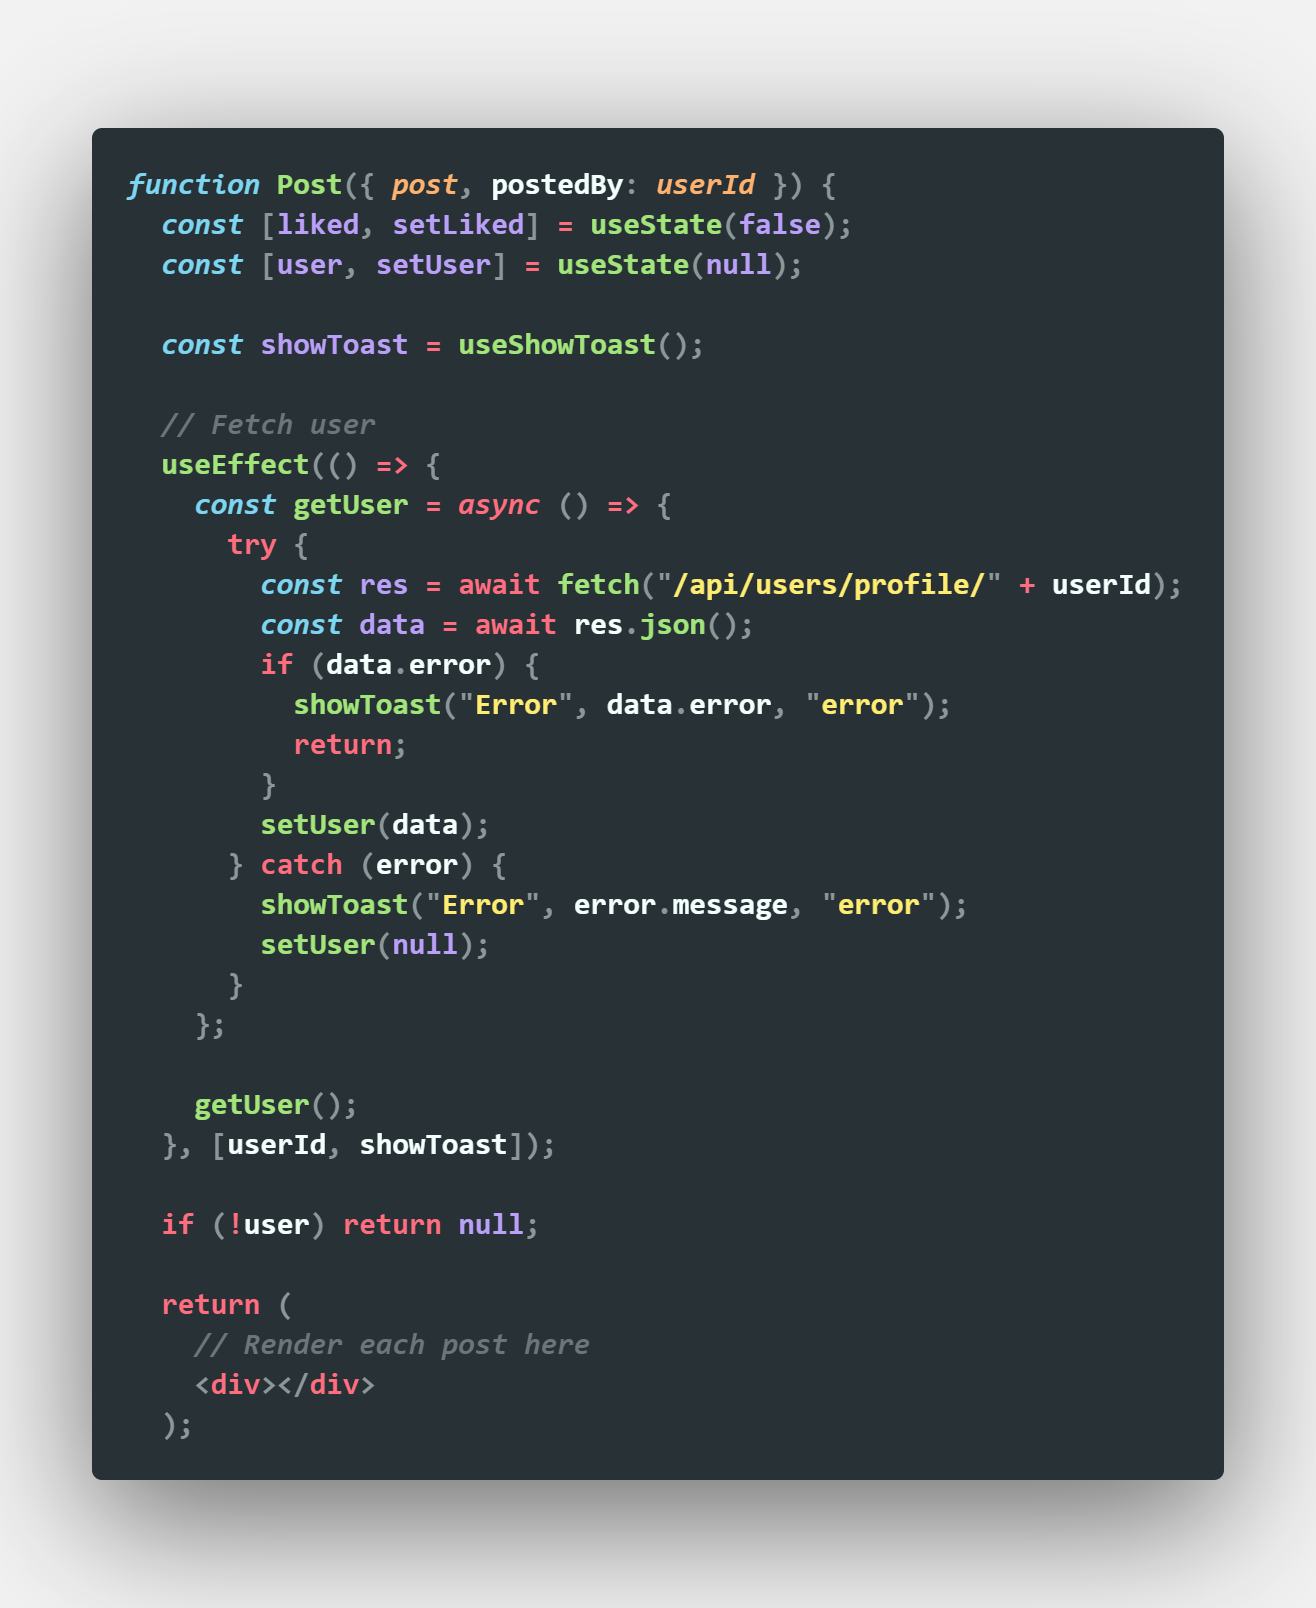 function Post({ post, postedBy: userId }) {
  const [liked, setLiked] = useState(false);
  const [user, setUser] = useState(null);

  const showToast = useShowToast();

  // Fetch user
  useEffect(() => {
    const getUser = async () => {
      try {
        const res = await fetch("/api/users/profile/" + userId);
        const data = await res.json();
        if (data.error) {
          showToast("Error", data.error, "error");
          return;
        }
        setUser(data);
      } catch (error) {
        showToast("Error", error.message, "error");
        setUser(null);
      }
    };

    getUser();
  }, [userId, showToast]);

  if (!user) return null;

  return (
    // Render each post here
    <div></div>
  );